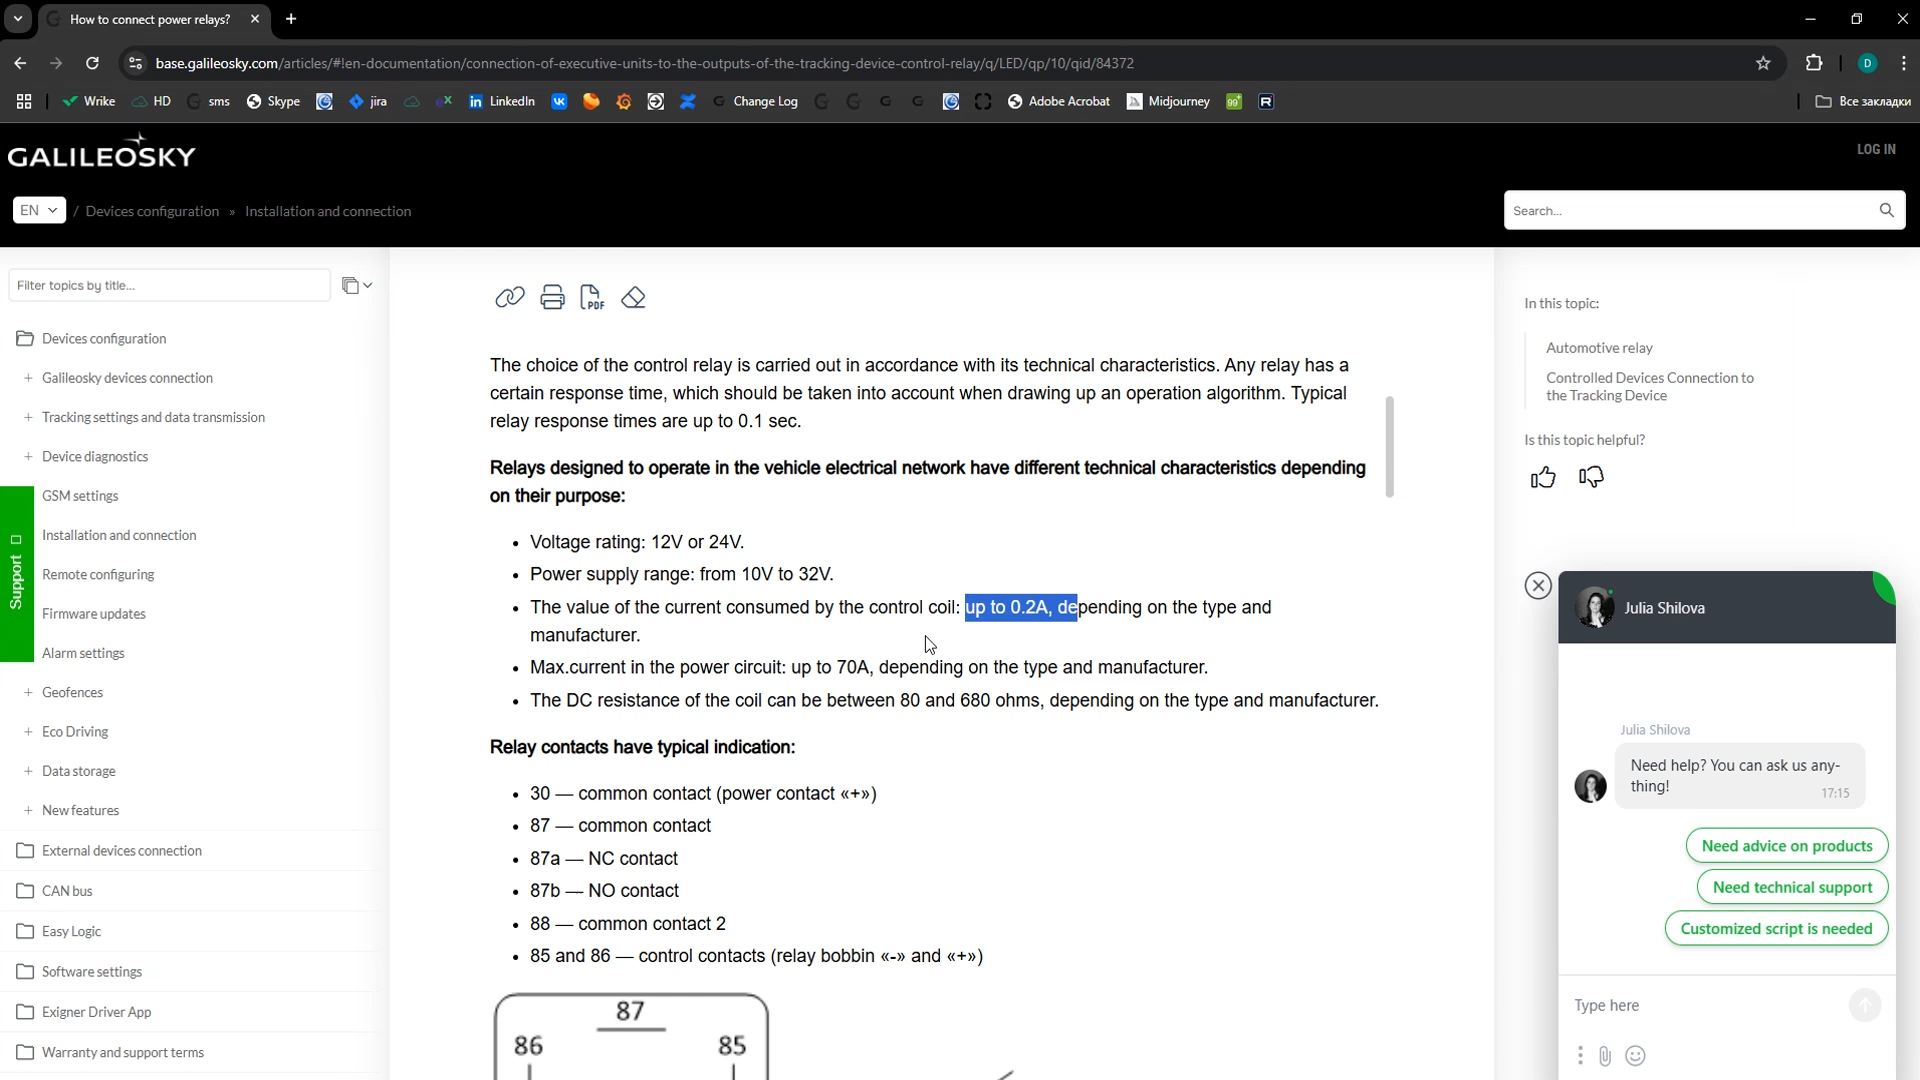 How to connect power relays?
base.galileosky.com/articles/#!en-documentation/connection-of-executive-units-to-the-outputs-of-the-tracking-device-control-relay/q/LED/qp/10/qid/84372
D
Wrike
HD
sms
Skype
jira
LinkedIn
Change Log
Adobe Acrobat
Midjourney
99+
Все закладки
GALILEOSKY
LOG IN
EN / Devices configuration » Installation and connection
Search...
Filter topics by title...
Devices configuration
+ Galileosky devices connection
+ Tracking settings and data transmission
+ Device diagnostics
GSM settings
Installation and connection
Remote configuring
Firmware updates
Alarm settings
+ Geofences
+ Eco Driving
+ Data storage
+ New features
External devices connection
CAN bus
Easy Logic
Software settings
Exigner Driver App
Warranty and support terms
Support
PDF
The choice of the control relay is carried out in accordance with its technical characteristics. Any relay has a
certain response time, which should be taken into account when drawing up an operation algorithm. Typical
relay response times are up to 0.1 sec.
Relays designed to operate in the vehicle electrical network have different technical characteristics depending
on their purpose:
• Voltage rating: 12V or 24V.
• Power supply range: from 10V to 32V.
• The value of the current consumed by the control coil: up to 0.2A, depending on the type and
manufacturer.
• Max.current in the power circuit: up to 70A, depending on the type and manufacturer.
• The DC resistance of the coil can be between 80 and 680 ohms, depending on the type and manufacturer.
Relay contacts have typical indication:
• 30 — common contact (power contact «+»)
• 87 — common contact
• 87a — NC contact
• 87b — NO contact
• 88 — common contact 2
• 85 and 86 — control contacts (relay bobbin «-» and «+»)
87
86
85
In this topic:
Automotive relay
Controlled Devices Connection to
the Tracking Device
Is this topic helpful?
Julia Shilova
Julia Shilova
Need help? You can ask us any-
thing!
17:15
Need advice on products
Need technical support
Customized script is needed
Type here